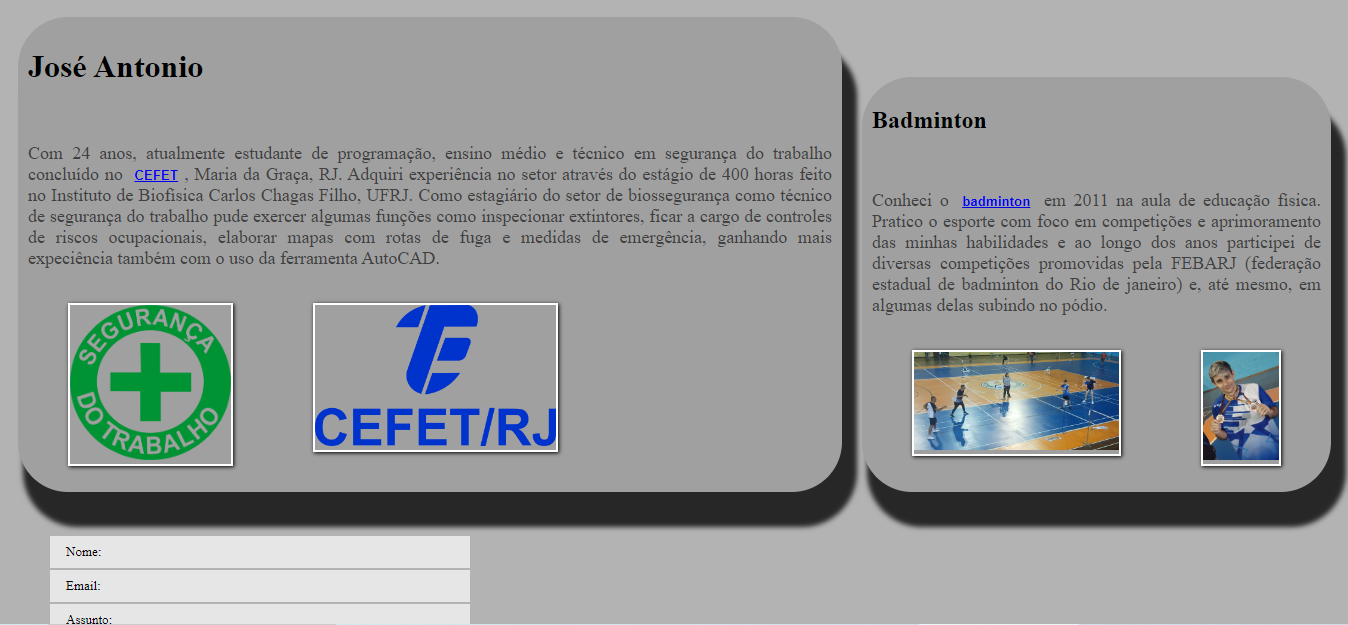 José Antonio
Com 24 anos, atualmente estudante de programação, ensino médio e técnico em segurança do trabalho
concluído no CEFET , Maria da Graça, RJ. Adquiri experiência no setor através do estágio de 400 horas feito
no Instituto de Biofísica Carlos Chagas Filho, UFRJ. Como estagiário do setor de biossegurança como técnico
de segurança do trabalho pude exercer algumas funções como inspecionar extintores, ficar a cargo de controles
de riscos ocupacionais, elaborar mapas com rotas de fuga e medidas de emergência, ganhando mais
expeciência também com o uso da ferramenta AutoCAD.
SEGURANÇA
DO TRABALHO
CEFET/RJ
Badminton
Conheci o badminton em 2011 na aula de educação física.
Pratico o esporte com foco em competições e aprimoramento
das minhas habilidades e ao longo dos anos participei de
diversas competições promovidas pela FEBARJ (federação
estadual de badminton do Rio de janeiro) e, até mesmo, em
algumas delas subindo no pódio.
Nome:
Email:
Assunto: